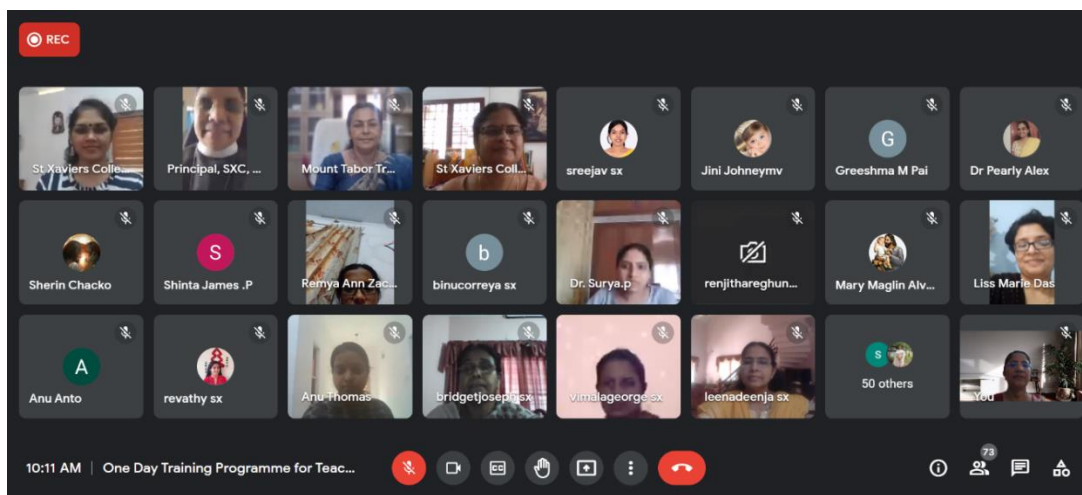 REC
St Xaviers Colle...
Principal, SXC, ...
Mount Tabor Tr...
St Xaviers Coll...
sreejav sx
Jini Johneymv
G
Greeshma M Pai
Dr Pearly Alex
Sherin Chacko
S
Shinta James .P
Remya Ann Zac...
b
binucorreya sx
Dr. Surya.p
renjithareghun...
Mary Maglin Alv...
Liss Marie Das
A
Anu Anto
revathy sx
Anu Thomas
bridgetjoseph sx
vimalageorge sx
leenadeenja sx
S
50 others
You
10:11 AM | One Day Training Programme for Teac...
CC
73